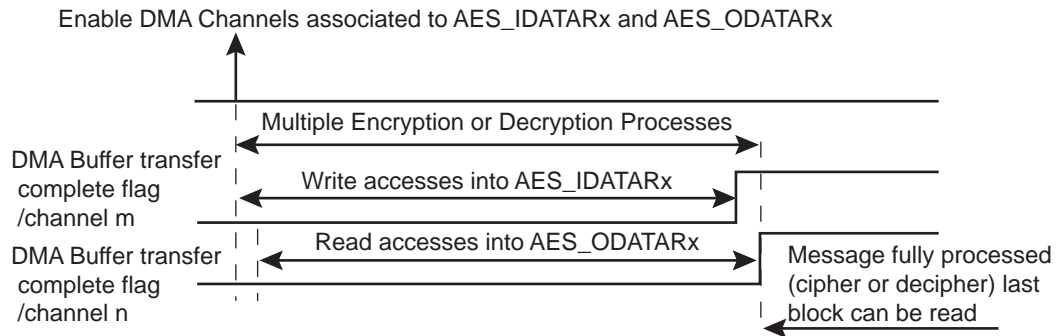 Enable DMA Channels associated to AES_IDATARx and AES_ODATARx
Multiple Encryption or Decryption Processes
DMA Buffer transfer
complete flag
/channel m
Write accesses into AES_IDATARx
DMA Buffer transfer
complete flag
/channel n
Read accesses into AES_ODATARx
Message fully processed
(cipher or decipher) last
block can be read